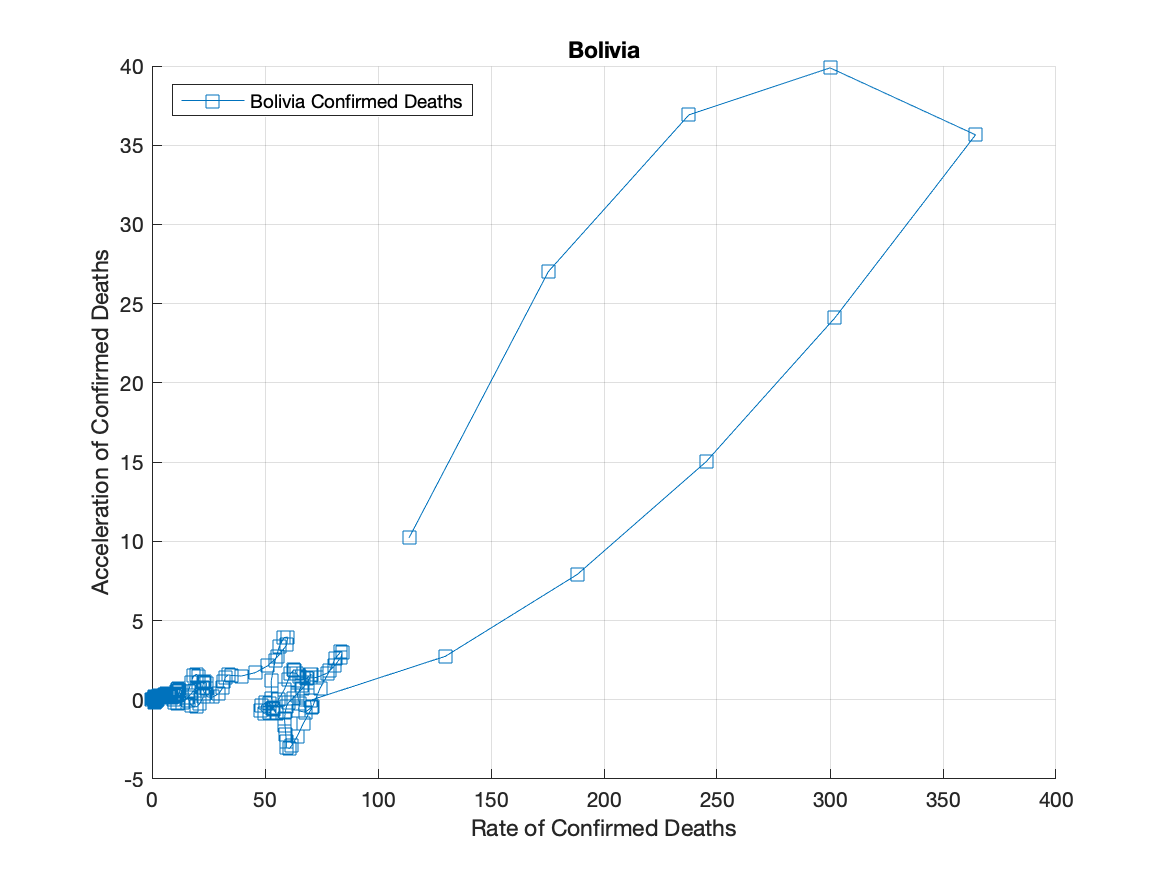 Bolivia
Bolivia Confirmed Deaths
40
35
30
25
20
15
10
5
0
-5
Acceleration of Confirmed Deaths
0 50 100 150 200 250 300 350 400
Rate of Confirmed Deaths